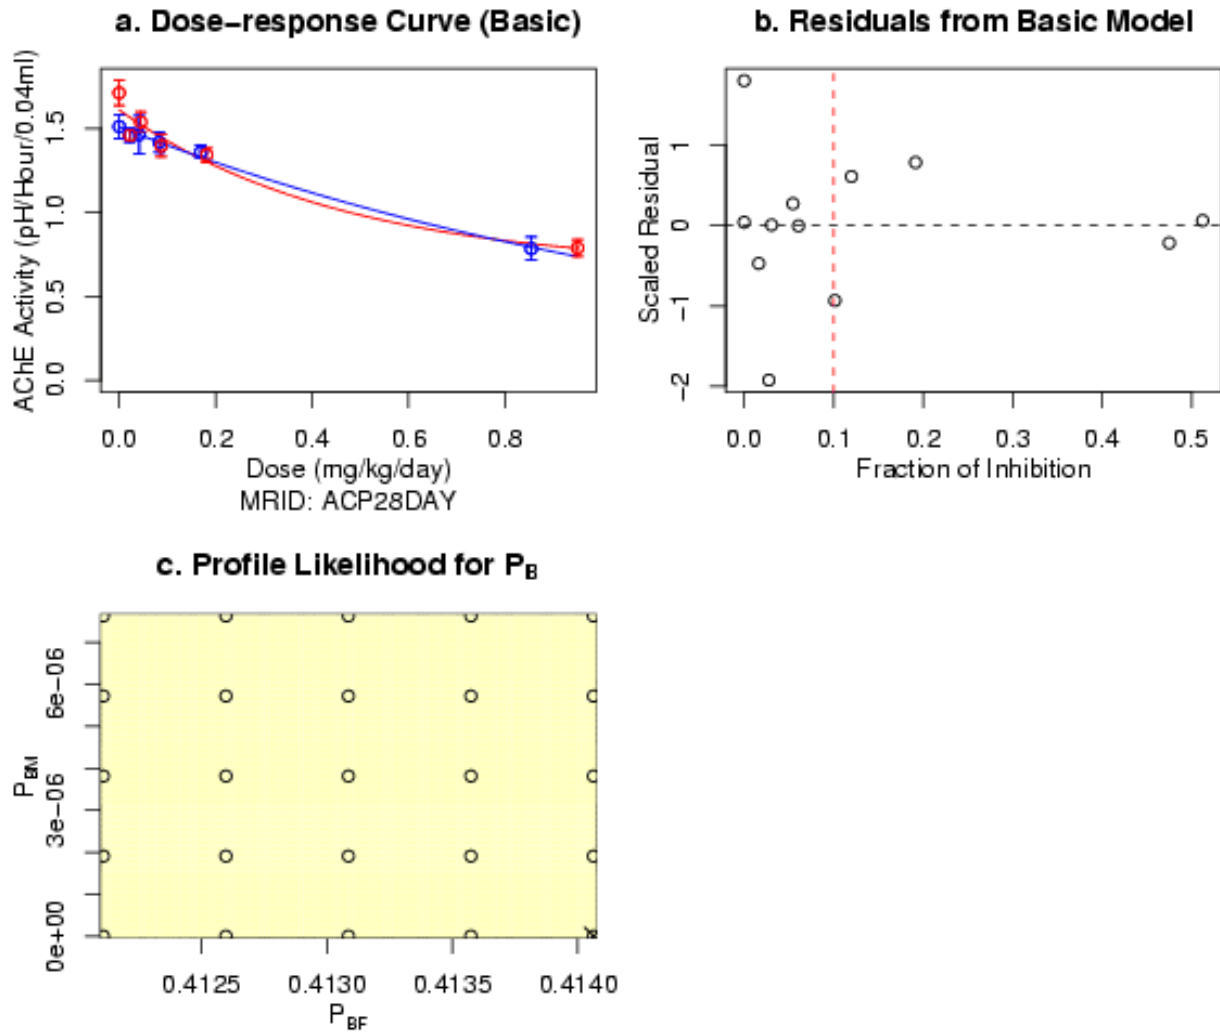 a. Dose-response Curve (Basic)
AChE Activity (pH/Hour/0.04ml)
1.5
1.0
0.5
0.0
0.0 0.2 0.4 0.6 0.8
Dose (mg/kg/day)
MRID: ACP28DAY
b. Residuals from Basic Model
Scaled Residual
1
0
-1
-2
0.0 0.1 0.2 0.3 0.4 0.5
Fraction of Inhibition
c. Profile Likelihood for PB
PBM
6e-06
3e-06
0e+00
0.4125 0.4130 0.4135 0.4140
PBF